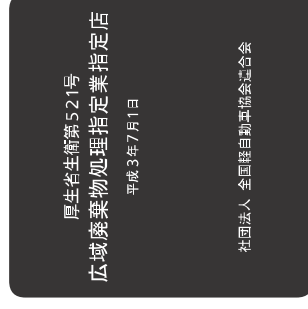 厚生省生衛第521号
広域廃棄物処理指定業指定店
平成3年7月1日
社団法人 全国軽自動車協会連合会